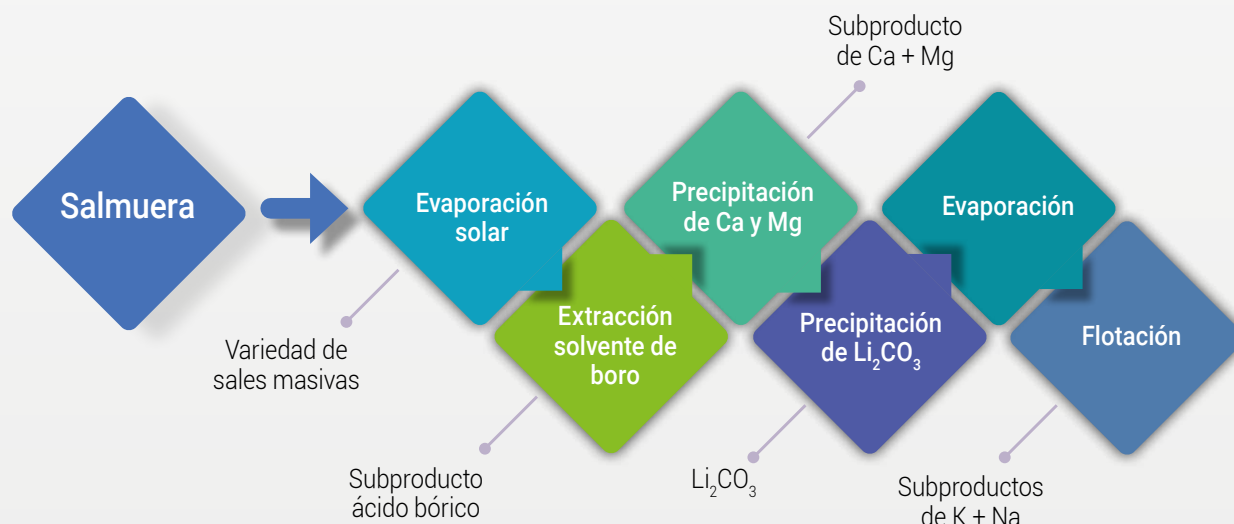 Salmuera
Evaporación
solar
Variedad de
sales masivas
Extracción
solvente de
boro
Subproducto
ácido bórico
Precipitación
de Ca y Mg
Subproducto
de Ca + Mg
Precipitación
de Li₂CO₃
Li₂CO₃
Evaporación
Flotación
Subproductos
de K + Na